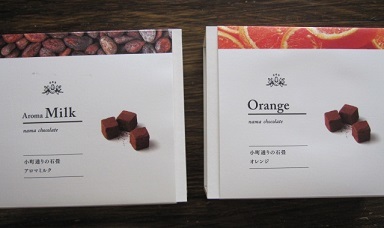 Aroma Milk
nama chocolate
小町通りの石畳
アロマミルク
Orange
nama chocolate
小町通りの石畳
オレンジ